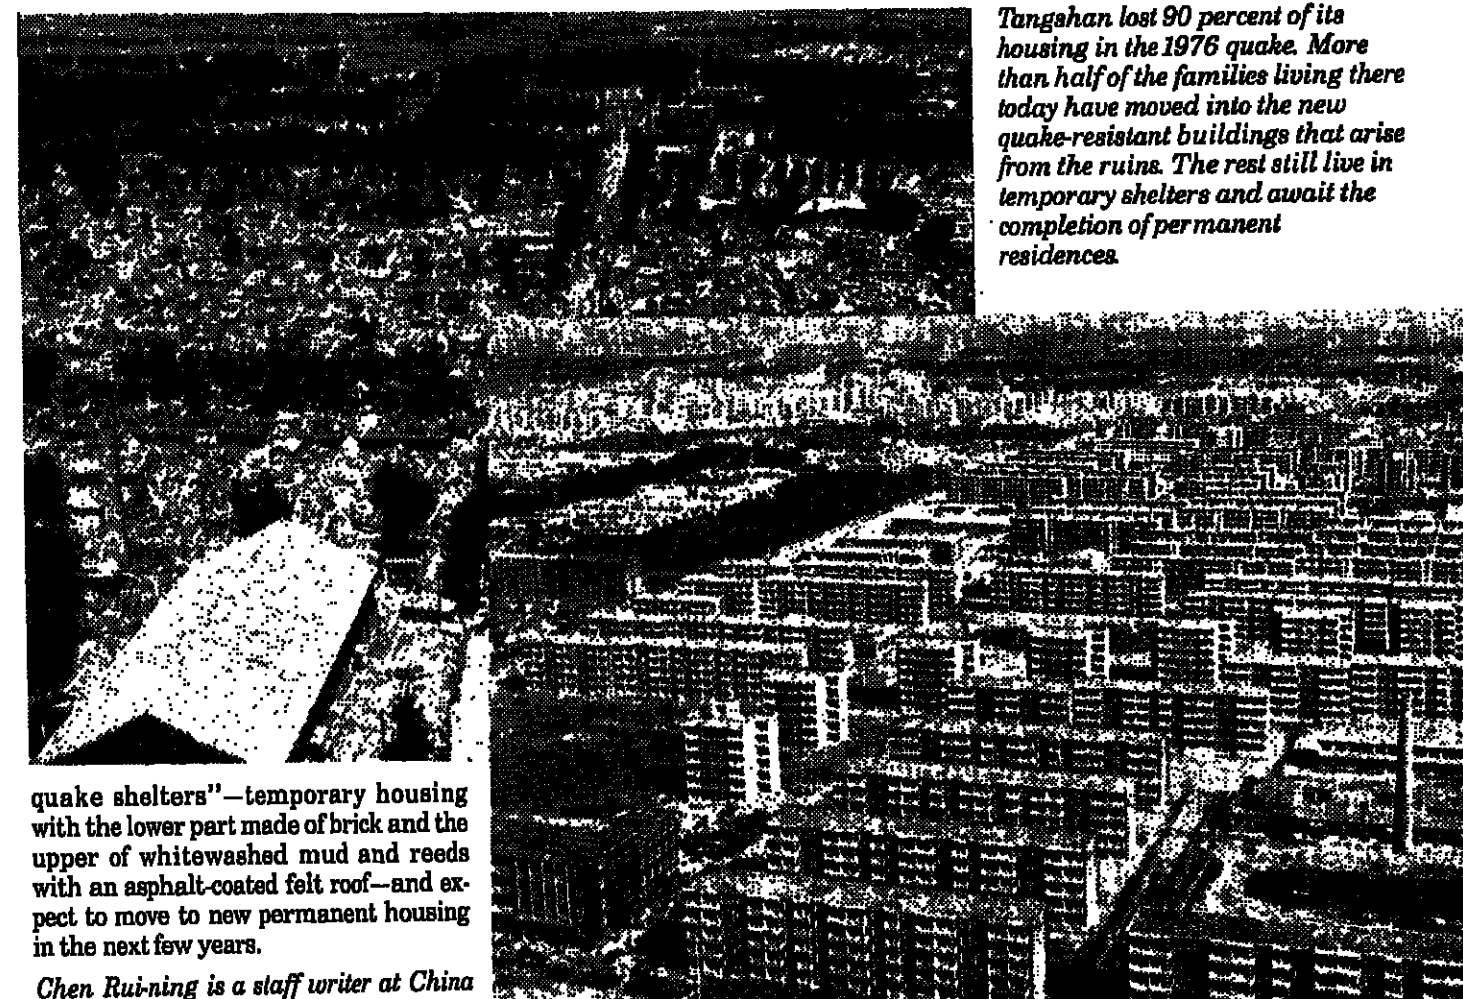 Tangshan lost 90 percent of its
housing in the 1976 quake. More
than half of the families living there
today have moved into the new
quake-resistant buildings that arise
from the ruins. The rest still live in
temporary shelters and await the
completion of permanent
residences.
quake shelters”—temporary housing
with the lower part made of brick and the
upper of whitewashed mud and reeds
with an asphalt-coated felt roof—and ex-
pect to move to new permanent housing
in the next few years.
Chen Rui-ning is a staff writer at China